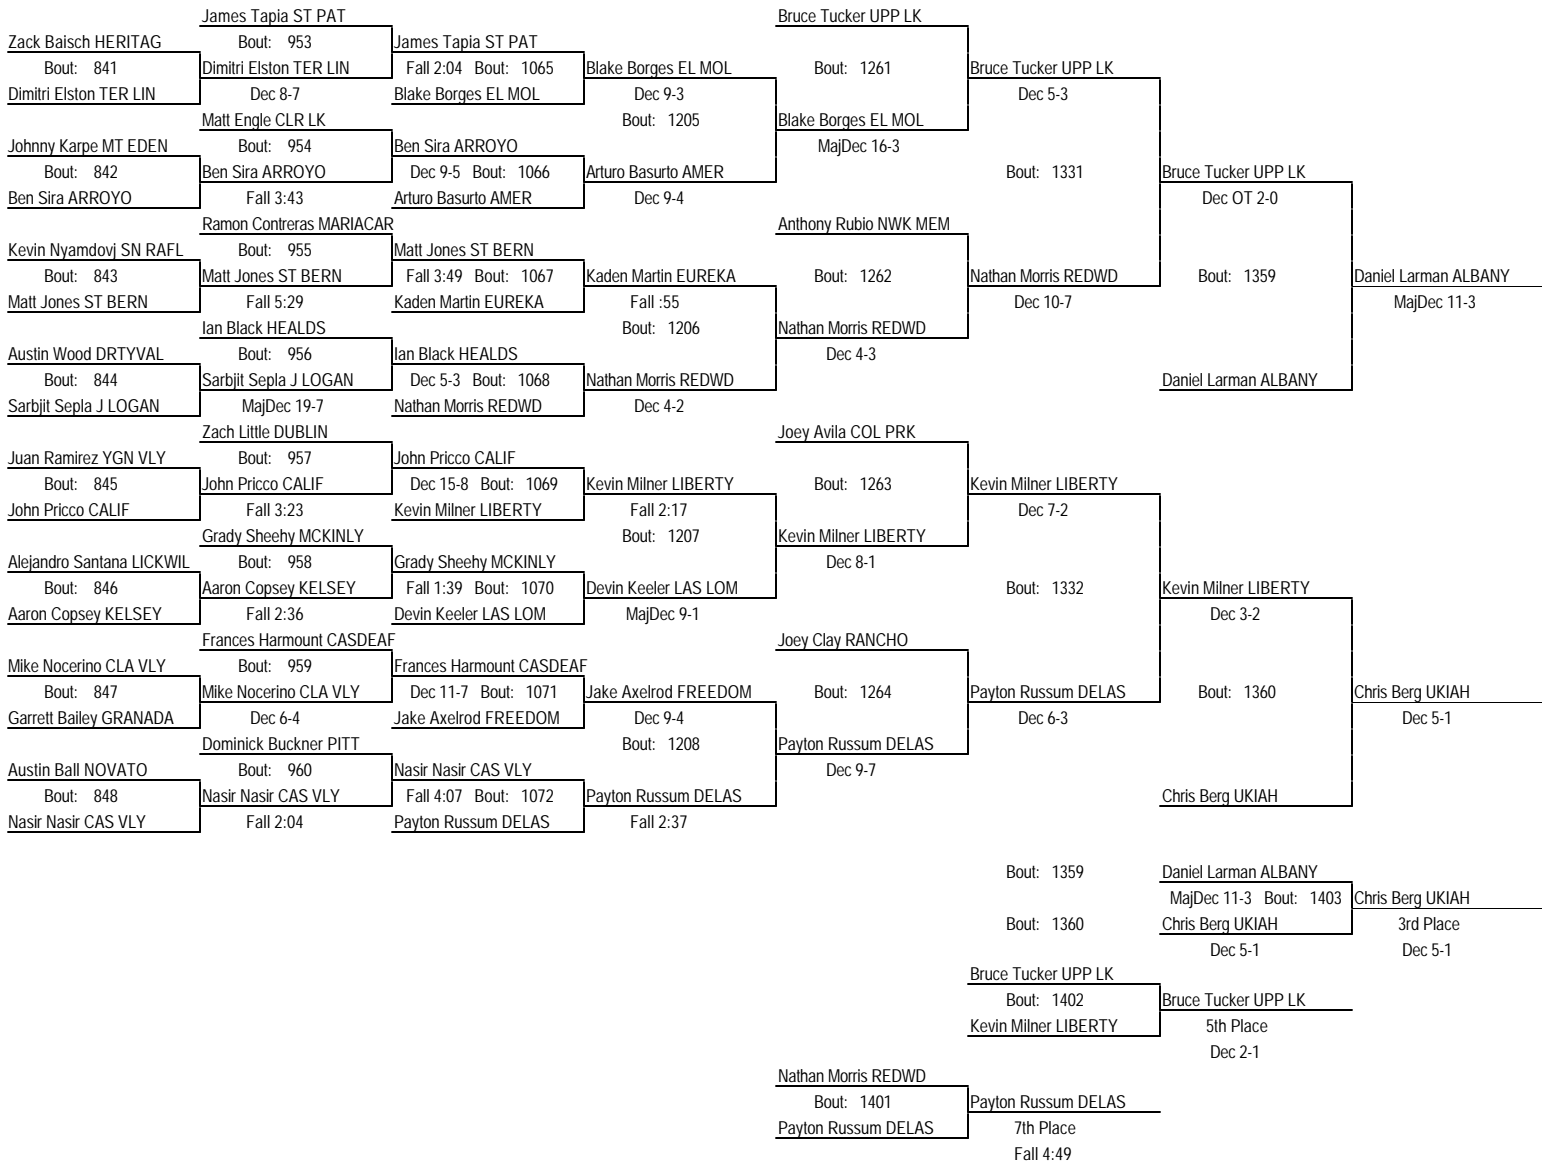 James Tapia ST PAT Bruce Tucker UPP LK
Zack Baisch HERITAG Bout: 953 James Tapia ST PAT
Bout: 841 Dimitri Elston TER LIN Fall 2:04 Bout: 1065 Blake Borges EL MOL Bout: 1261 Bruce Tucker UPP LK
Dimitri Elston TER LIN Dec 8-7 Blake Borges EL MOL Dec 9-3 Dec 5-3
Matt Engle CLR LK Bout: 1205 Blake Borges EL MOL
Johnny Karpe MT EDEN Bout: 954 Ben Sira ARROYO MajDec 16-3
Bout: 842 Ben Sira ARROYO Dec 9-5 Bout: 1066 Arturo Basurto AMER Bout: 1331 Bruce Tucker UPP LK
Ben Sira ARROYO Fall 3:43 Arturo Basurto AMER Dec 9-4 Dec OT 2-0
Ramon Contreras MARIACAR Anthony Rubio NWK MEM
Kevin Nyamdovj SN RAFL Bout: 955 Matt Jones ST BERN
Bout: 843 Matt Jones ST BERN Fall 3:49 Bout: 1067 Kaden Martin EUREKA Bout: 1262 Nathan Morris REDWD Bout: 1359 Daniel Larman ALBANY
Matt Jones ST BERN Fall 5:29 Kaden Martin EUREKA Fall :55 Dec 10-7 MajDec 11-3
Ian Black HEALDS Bout: 1206 Nathan Morris REDWD
Austin Wood DRTYVAL Bout: 956 Ian Black HEALDS Dec 4-3
Bout: 844 Sarbjit Sepla J LOGAN Dec 5-3 Bout: 1068 Nathan Morris REDWD Daniel Larman ALBANY
Sarbjit Sepla J LOGAN MajDec 19-7 Nathan Morris REDWD Dec 4-2
Zach Little DUBLIN Joey Avila COL PRK
Juan Ramirez YGN VLY Bout: 957 John Pricco CALIF
Bout: 845 John Pricco CALIF Dec 15-8 Bout: 1069 Kevin Milner LIBERTY Bout: 1263 Kevin Milner LIBERTY
John Pricco CALIF Fall 3:23 Kevin Milner LIBERTY Fall 2:17 Dec 7-2
Grady Sheehy MCKINLY Bout: 1207 Kevin Milner LIBERTY
Alejandro Santana LICKWIL Bout: 958 Grady Sheehy MCKINLY Dec 8-1
Bout: 846 Aaron Copsey KELSEY Fall 1:39 Bout: 1070 Devin Keeler LAS LOM Bout: 1332 Kevin Milner LIBERTY
Aaron Copsey KELSEY Fall 2:36 Devin Keeler LAS LOM MajDec 9-1 Dec 3-2
Frances Harmount CASDEAF Joey Clay RANCHO
Mike Nocerino CLA VLY Bout: 959 Frances Harmount CASDEAF
Bout: 847 Mike Nocerino CLA VLY Dec 11-7 Bout: 1071 Jake Axelrod FREEDOM Bout: 1264 Payton Russum DELAS Bout: 1360 Chris Berg UKIAH
Garrett Bailey GRANADA Dec 6-4 Jake Axelrod FREEDOM Dec 9-4 Dec 6-3 Dec 5-1
Dominick Buckner PITT Bout: 1208 Payton Russum DELAS
Austin Ball NOVATO Bout: 960 Nasir Nasir CAS VLY Dec 9-7
Bout: 848 Nasir Nasir CAS VLY Fall 4:07 Bout: 1072 Payton Russum DELAS Chris Berg UKIAH
Nasir Nasir CAS VLY Fall 2:04 Payton Russum DELAS Fall 2:37
Bout: 1359 Daniel Larman ALBANY
MajDec 11-3 Bout: 1403 Chris Berg UKIAH
Bout: 1360 Chris Berg UKIAH 3rd Place
Dec 5-1 Dec 5-1
Bruce Tucker UPP LK
Bout: 1402 Bruce Tucker UPP LK
Kevin Milner LIBERTY 5th Place
Dec 2-1
Nathan Morris REDWD
Bout: 1401 Payton Russum DELAS
Payton Russum DELAS 7th Place
Fall 4:49